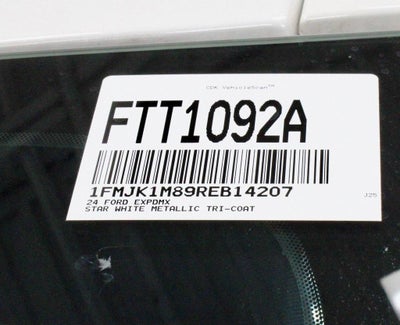 CDK VehicleScan™
FTT1092A
1FMJK1M89REB14207
24 FORD EXPDMX
STAR WHITE METALLIC TRI-COAT
J25